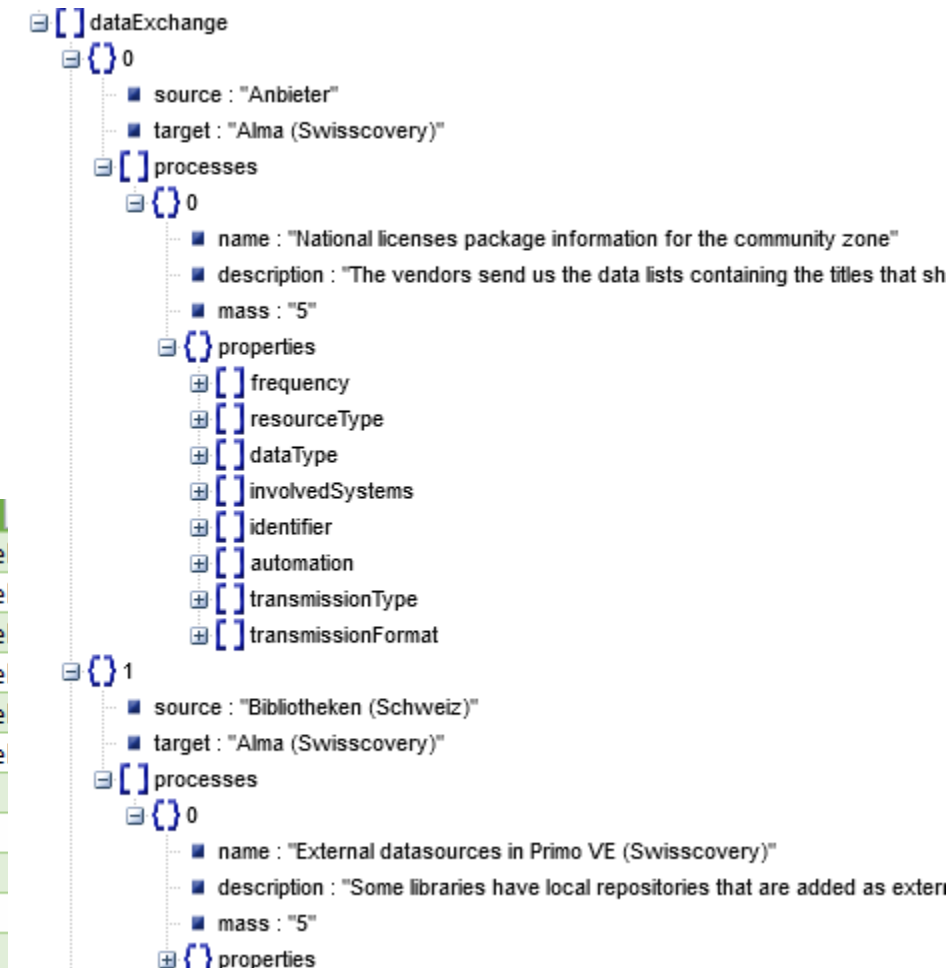 dataExchange
0
source : "Anbieter"
target : "Alma (Swisscovery)"
processes
0
name : "National licenses package information for the community zone"
description : "The vendors send us the data lists containing the titles that sh
mass : "5"
properties
frequency
resourceType
dataType
involvedSystems
identifier
automation
transmissionType
transmissionFormat
1
source : "Bibliotheken (Schweiz)"
target : "Alma (Swisscovery)"
processes
0
name : "External datasources in Primo VE (Swisscovery)"
description : "Some libraries have local repositories that are added as exter
mass : "5"
properties